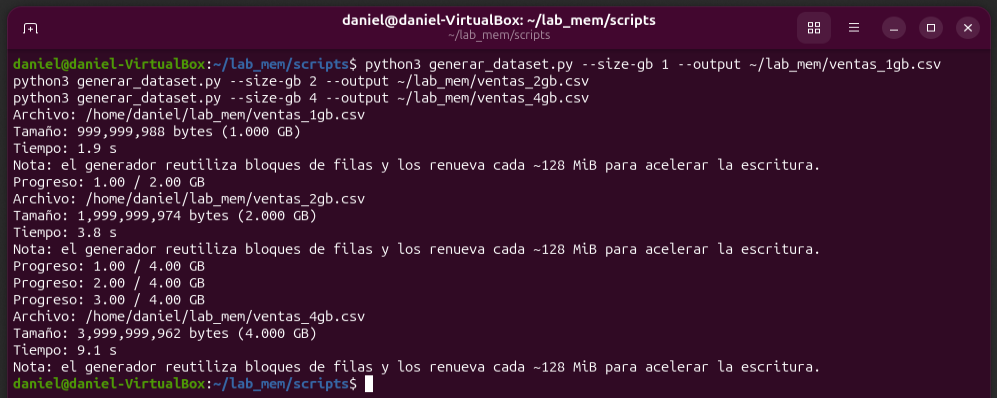 daniel@daniel-VirtualBox: ~/lab_mem/scripts
~/lab_mem/scripts
daniel@daniel-VirtualBox:~/lab_mem/scripts$ python3 generar_dataset.py --size-gb 1 --output ~/lab_mem/ventas_1gb.csv
python3 generar_dataset.py --size-gb 2 --output ~/lab_mem/ventas_2gb.csv
python3 generar_dataset.py --size-gb 4 --output ~/lab_mem/ventas_4gb.csv
Archivo: /home/daniel/lab_mem/ventas_1gb.csv
Tamaño: 999,999,988 bytes (1.000 GB)
Tiempo: 1.9 s
Nota: el generador reutiliza bloques de filas y los renueva cada ~128 MiB para acelerar la escritura.
Progreso: 1.00 / 2.00 GB
Archivo: /home/daniel/lab_mem/ventas_2gb.csv
Tamaño: 1,999,999,974 bytes (2.000 GB)
Tiempo: 3.8 s
Nota: el generador reutiliza bloques de filas y los renueva cada ~128 MiB para acelerar la escritura.
Progreso: 1.00 / 4.00 GB
Progreso: 2.00 / 4.00 GB
Progreso: 3.00 / 4.00 GB
Archivo: /home/daniel/lab_mem/ventas_4gb.csv
Tamaño: 3,999,999,962 bytes (4.000 GB)
Tiempo: 9.1 s
Nota: el generador reutiliza bloques de filas y los renueva cada ~128 MiB para acelerar la escritura.
daniel@daniel-VirtualBox:~/lab_mem/scripts$